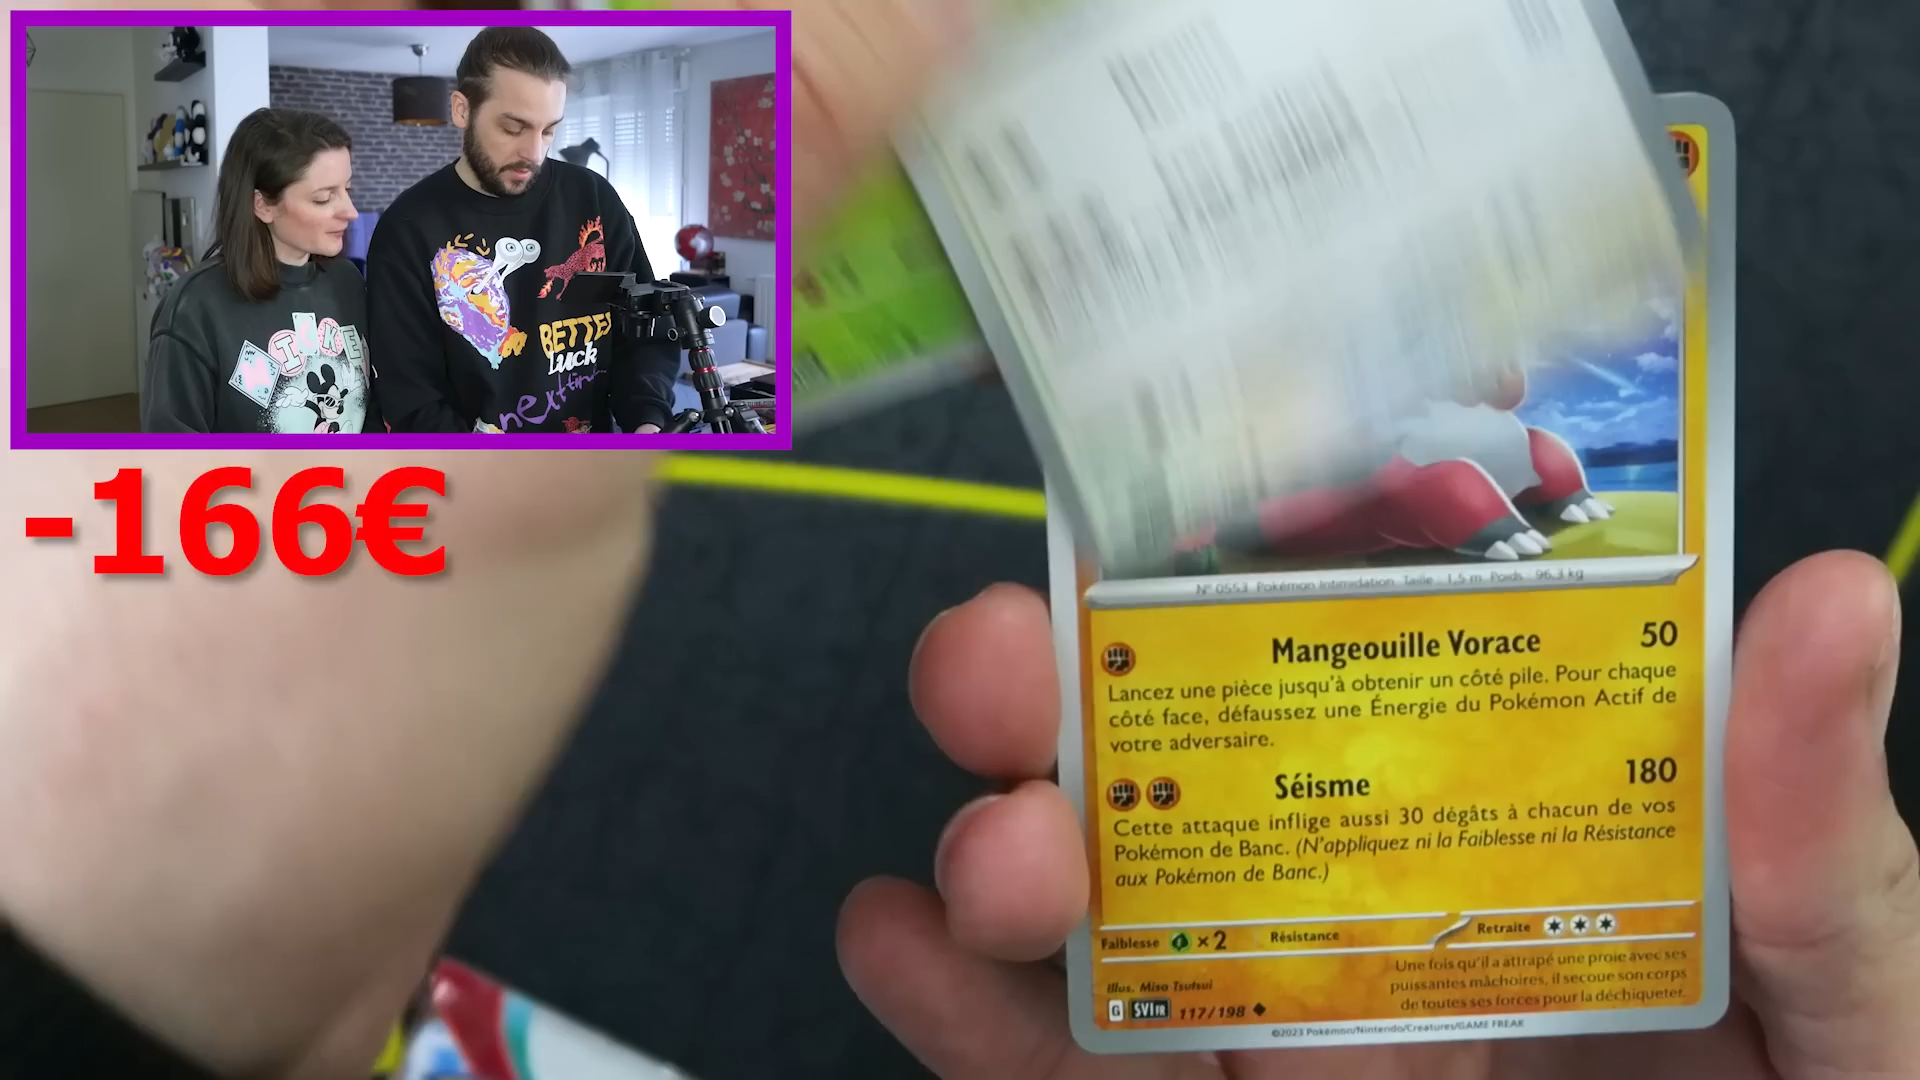 BETTER
Luck
next time
-166€
N° 0553 Pokémon Intimidation Taille : 1,5 m Poids : 96,3 kg
Mangeouille Vorace 50
Lancez une pièce jusqu'à obtenir un côté pile. Pour chaque
côté face, défaussez une Énergie du Pokémon Actif de
votre adversaire.
Séisme 180
Cette attaque inflige aussi 30 dégâts à chacun de vos
Pokémon de Banc. (N'appliquez ni la Faiblesse ni la Résistance
aux Pokémon de Banc.)
Faiblesse ×2 Résistance Retraite
Une fois qu'il a attrapé une proie avec ses
puissantes mâchoires, il secoue son corps
de toutes ses forces pour la déchiqueter.
Illus. Misa Tsutsui
G SVI FR 117/198
©2023 Pokémon/Nintendo/Creatures/GAME FREAK